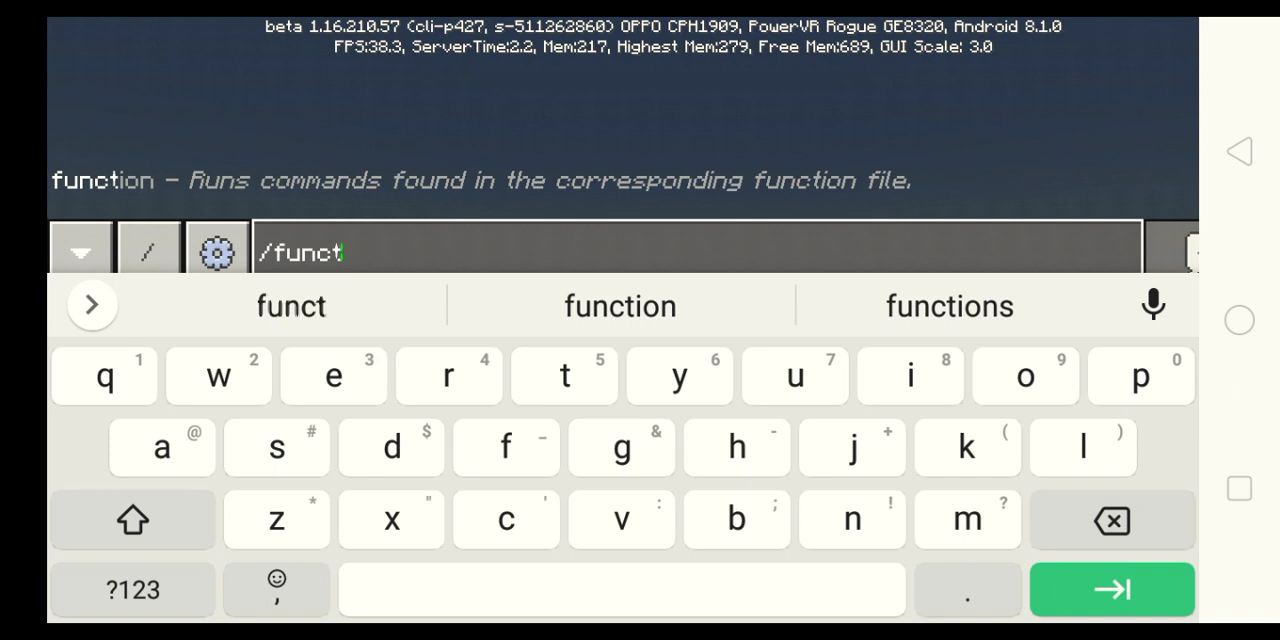 beta 1.16.210.57 (cli-p427, s-511262860) OPPO CPH1909, PowerVR Rogue GE8320, Android 8.1.0
FPS:38.3, ServerTime:2.2, Mem:217, Highest Mem:279, Free Mem:689, GUI Scale: 3.0
function - Runs commands found in the corresponding function file.
/ /funct
funct function functions
q 1 w 2 e 3 r 4 t 5 y 6 u 7 i 8 o 9 p 0
a @ s # d $ f _ g & h - j + k ( l )
z * x " c ' v : b ; n ! m ?
?123 , .